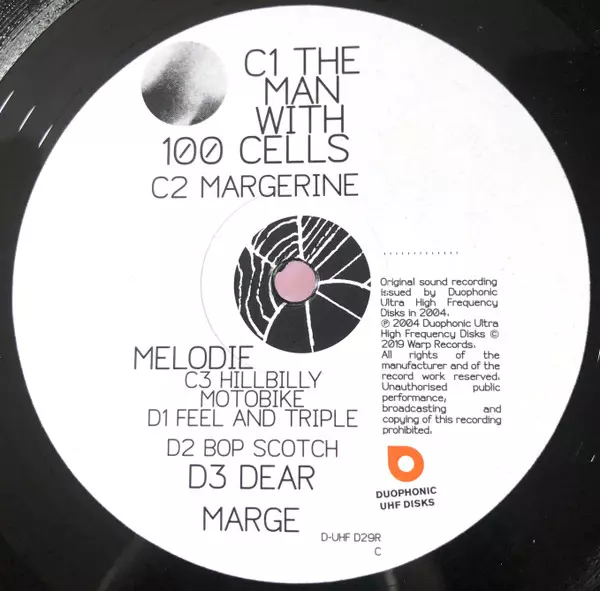 C1 THE
MAN
WITH
100 CELLS
C2 MARGERINE
MELODIE
C3 HILLBILLY
MOTOBIKE
D1 FEEL AND TRIPLE
D2 BOP SCOTCH
D3 DEAR
MARGE
Original sound recording
issued by Duophonic
Ultra High Frequency
Disks in 2004.
℗ 2004 Duophonic Ultra
High Frequency Disks ©
2019 Warp Records.
All rights of the
manufacturer and of the
record work reserved.
Unauthorised public
performance,
broadcasting and
copying of this recording
prohibited.
DUOPHONIC
UHF DISKS
D-UHF D29R
C